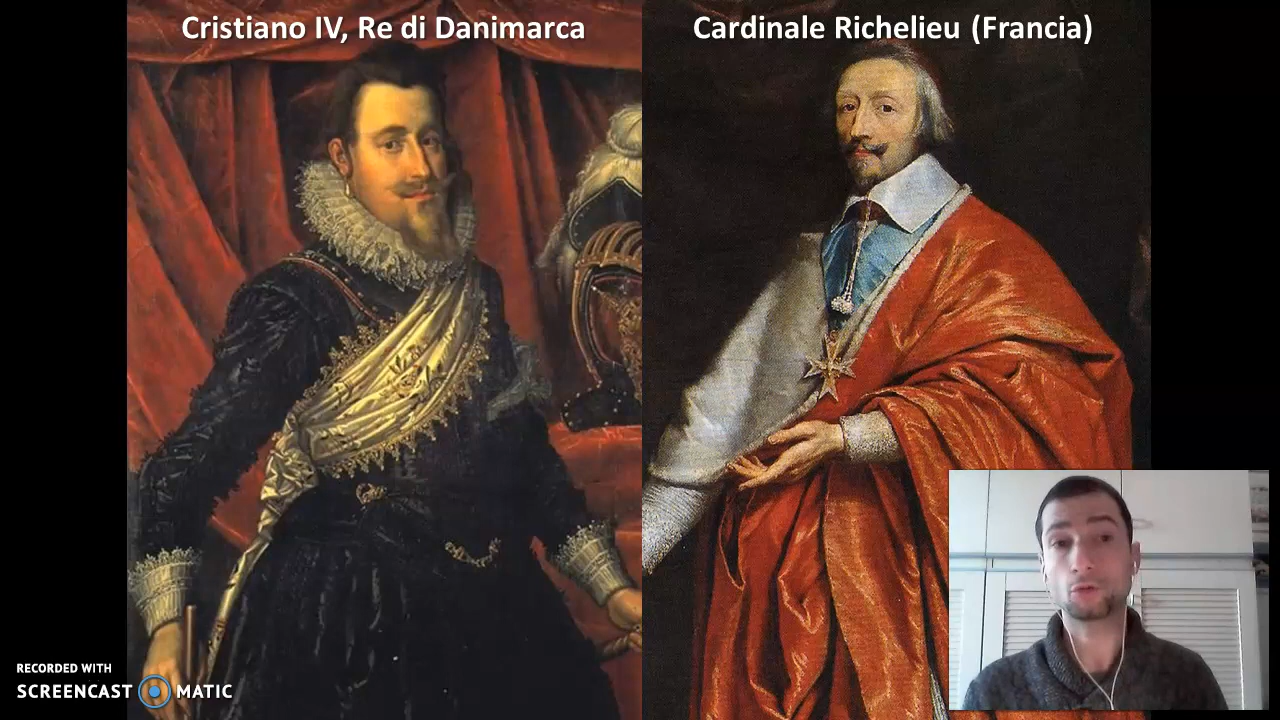 Cristiano IV, Re di Danimarca
Cardinale Richelieu (Francia)
RECORDED WITH
SCREENCAST MATIC